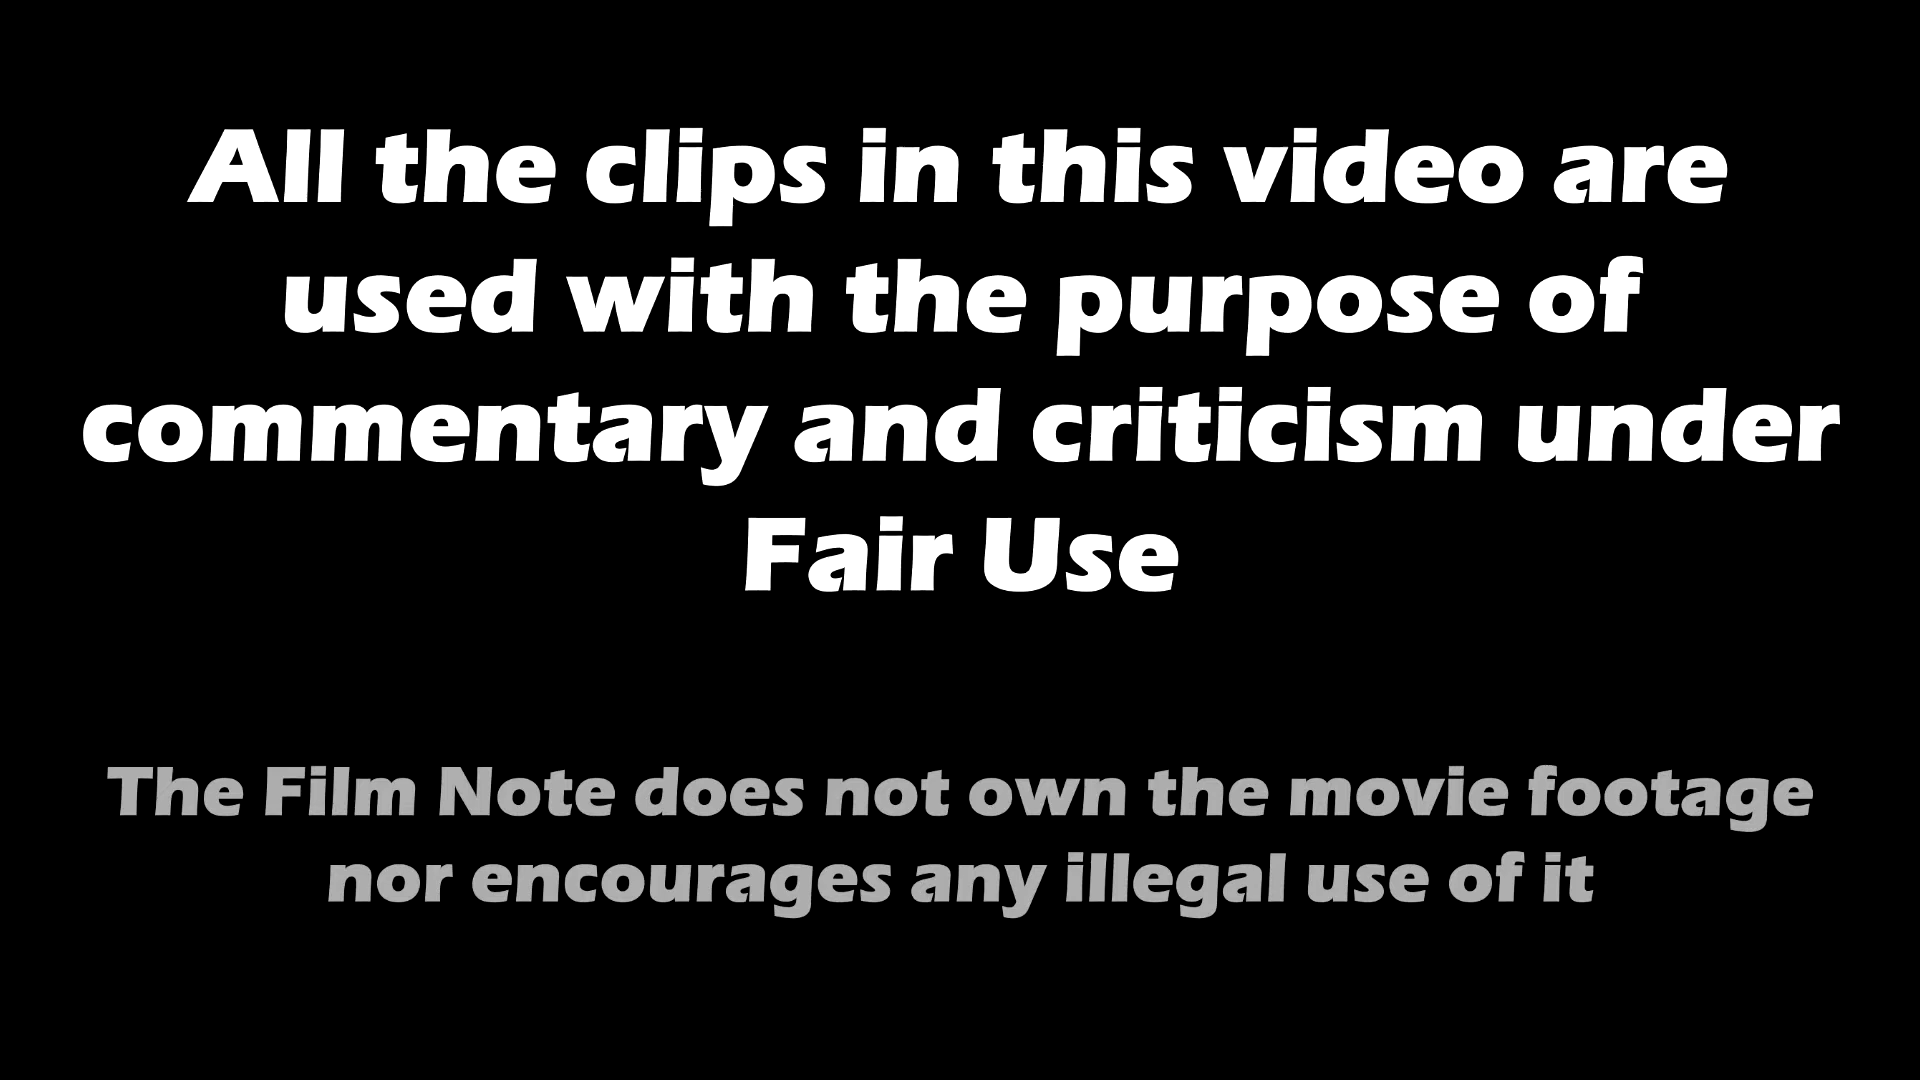 All the clips in this video are
used with the purpose of
commentary and criticism under
Fair Use
The Film Note does not own the movie footage
nor encourages any illegal use of it